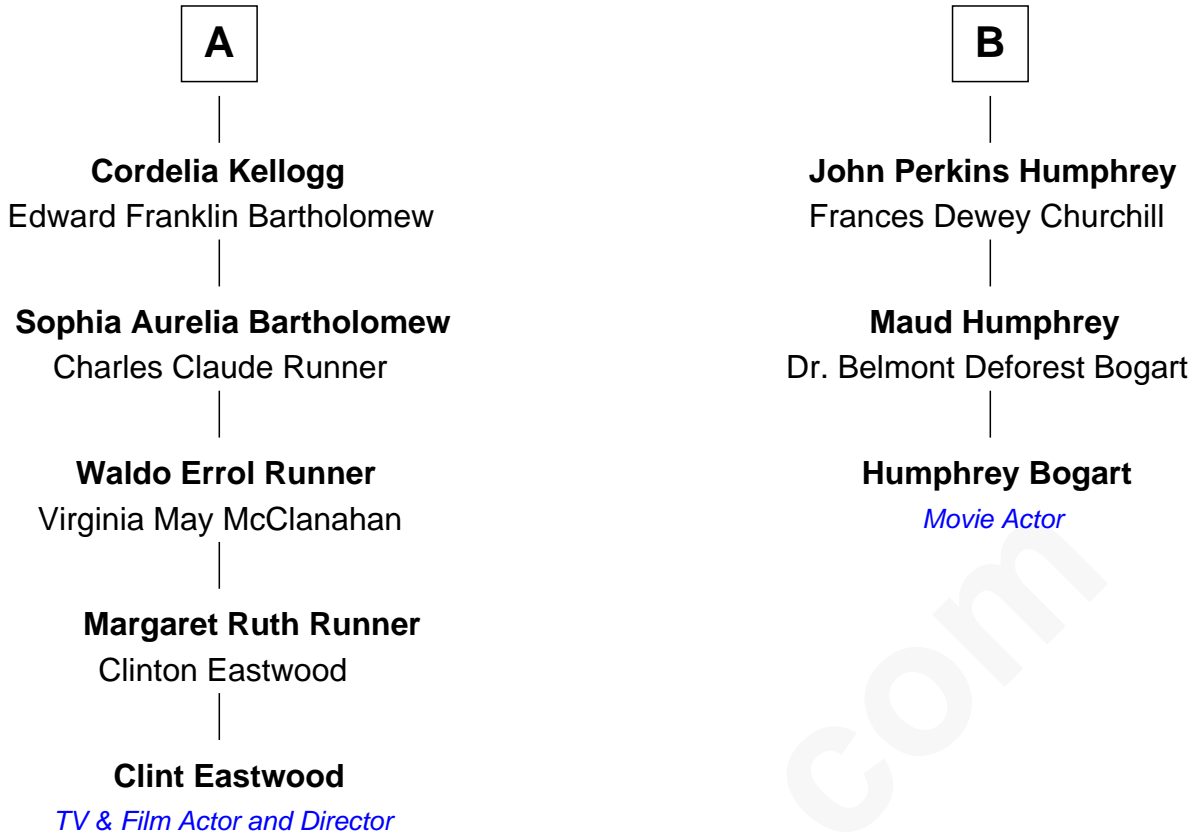 A
Cordelia Kellogg
Edward Franklin Bartholomew
Sophia Aurelia Bartholomew
Charles Claude Runner
Waldo Errol Runner
Virginia May McClanahan
Margaret Ruth Runner
Clinton Eastwood
Clint Eastwood
TV & Film Actor and Director
B
John Perkins Humphrey
Frances Dewey Churchill
Maud Humphrey
Dr. Belmont Deforest Bogart
Humphrey Bogart
Movie Actor
com